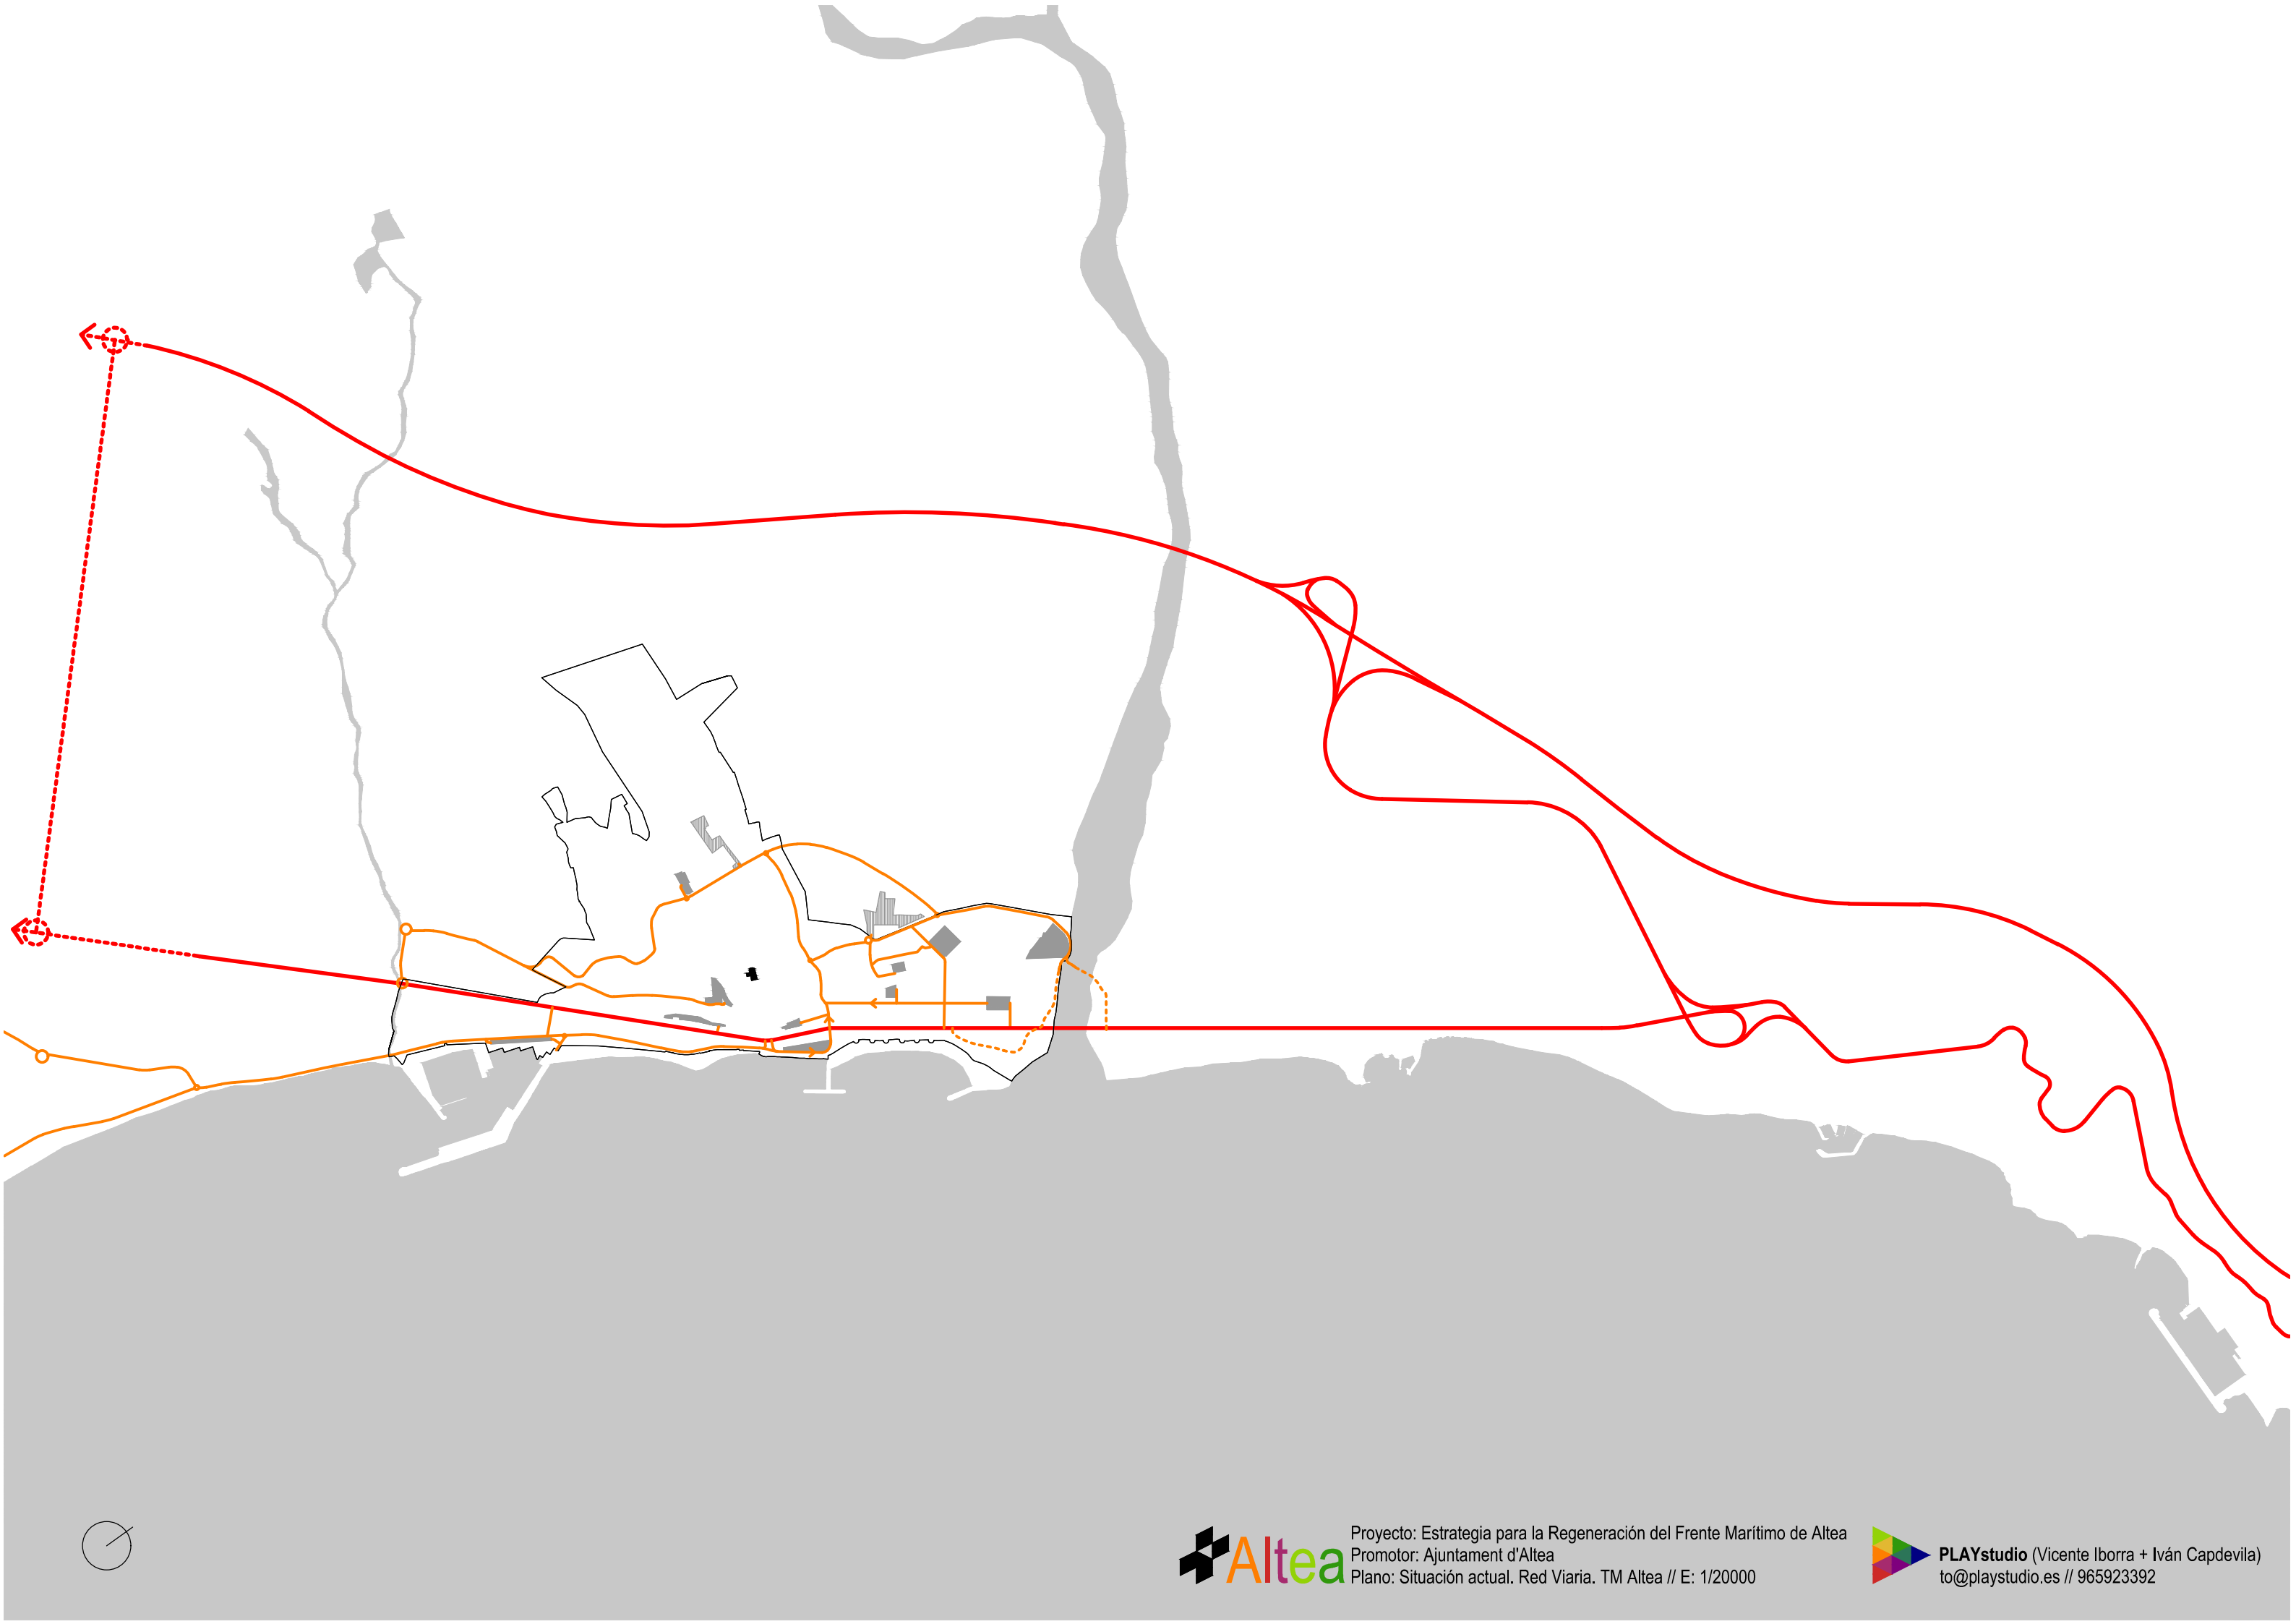 Altea
Proyecto: Estrategia para la Regeneración del Frente Marítimo de Altea
Promotor: Ajuntament d'Altea
Plano: Situación actual. Red Viaria. TM Altea // E: 1/20000
PLAYstudio (Vicente Iborra + Iván Capdevila)
to@playstudio.es // 965923392